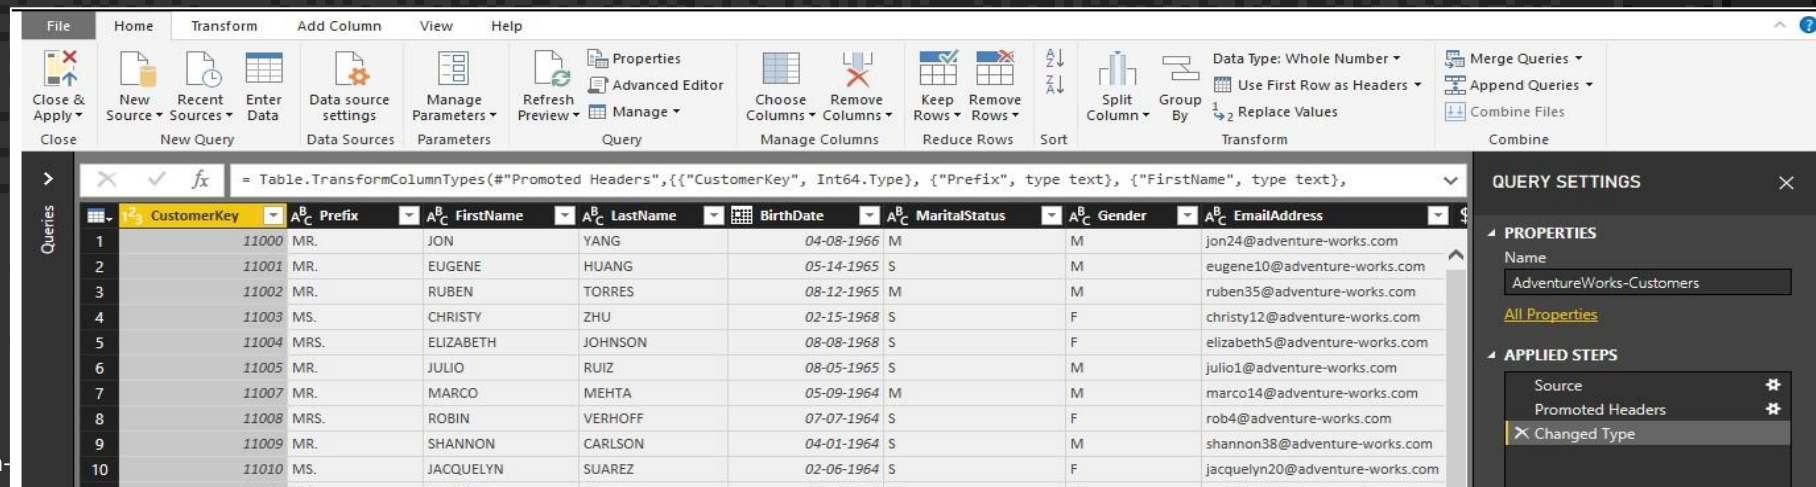 File Home Transform Add Column View Help
Close & Apply New Source Recent Sources Enter Data Data source settings Manage Parameters Refresh Preview Properties Advanced Editor Manage Choose Columns Remove Columns Keep Rows Remove Rows Split Column Group By Data Type: Whole Number Use First Row as Headers Replace Values Merge Queries Append Queries Combine Files
Close New Query Data Sources Parameters Query Manage Columns Reduce Rows Sort Transform Combine
= Table.TransformColumnTypes(#"Promoted Headers",{{"CustomerKey", Int64.Type}, {"Prefix", type text}, {"FirstName", type text},
Queries
CustomerKey Prefix FirstName LastName BirthDate MaritalStatus Gender EmailAddress
1 11000 MR. JON YANG 04-08-1966 M M jon24@adventure-works.com
2 11001 MR. EUGENE HUANG 05-14-1965 S M eugene10@adventure-works.com
3 11002 MR. RUBEN TORRES 08-12-1965 M M ruben35@adventure-works.com
4 11003 MS. CHRISTY ZHU 02-15-1968 S F christy12@adventure-works.com
5 11004 MRS. ELIZABETH JOHNSON 08-08-1968 S F elizabeth5@adventure-works.com
6 11005 MR. JULIO RUIZ 08-05-1965 S M julio1@adventure-works.com
7 11007 MR. MARCO MEHTA 05-09-1964 M M marco14@adventure-works.com
8 11008 MRS. ROBIN VERHOFF 07-07-1964 S F rob4@adventure-works.com
9 11009 MR. SHANNON CARLSON 04-01-1964 S M shannon38@adventure-works.com
10 11010 MS. JACQUELYN SUAREZ 02-06-1964 S F jacquelyn20@adventure-works.com
QUERY SETTINGS
PROPERTIES
Name
AdventureWorks-Customers
All Properties
APPLIED STEPS
Source
Promoted Headers
Changed Type